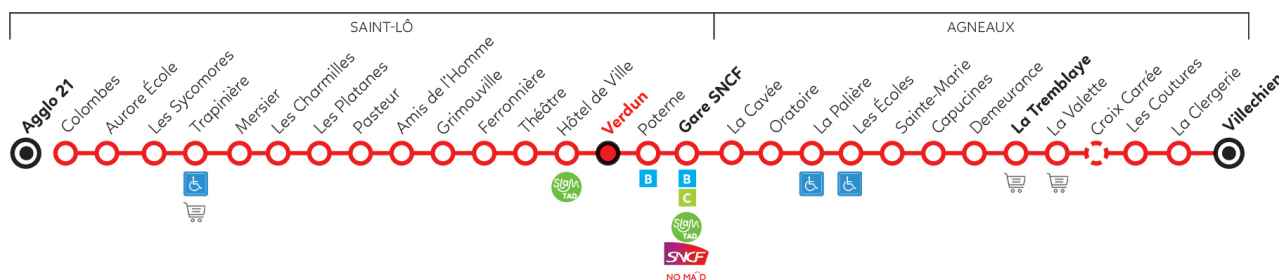 SAINT-LÔ
AGNEAUX
Agglo 21
Colombes
Aurore École
Les Sycomores
Trapinière
Mersier
Les Charmilles
Les Platanes
Pasteur
Amis de l'Homme
Grimouville
Ferronnière
Théâtre
Hôtel de Ville
Verdun
Poterne
Gare SNCF
La Cavée
Oratoire
La Palière
Les Écoles
Sainte-Marie
Capucines
Demeurance
La Tremblaye
La Valette
Croix Carrée
Les Coutures
La Clergerie
Villechien
SLAM
TAD
B
B
C
SLAM
TAD
SNCF
NOMAD